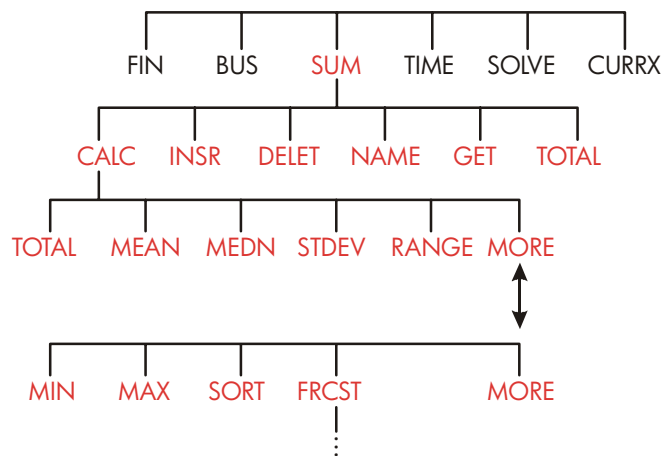 FIN BUS SUM TIME SOLVE CURRX
CALC INSR DELET NAME GET TOTAL
TOTAL MEAN MEDN STDEV RANGE MORE
MIN MAX SORT FRCST MORE